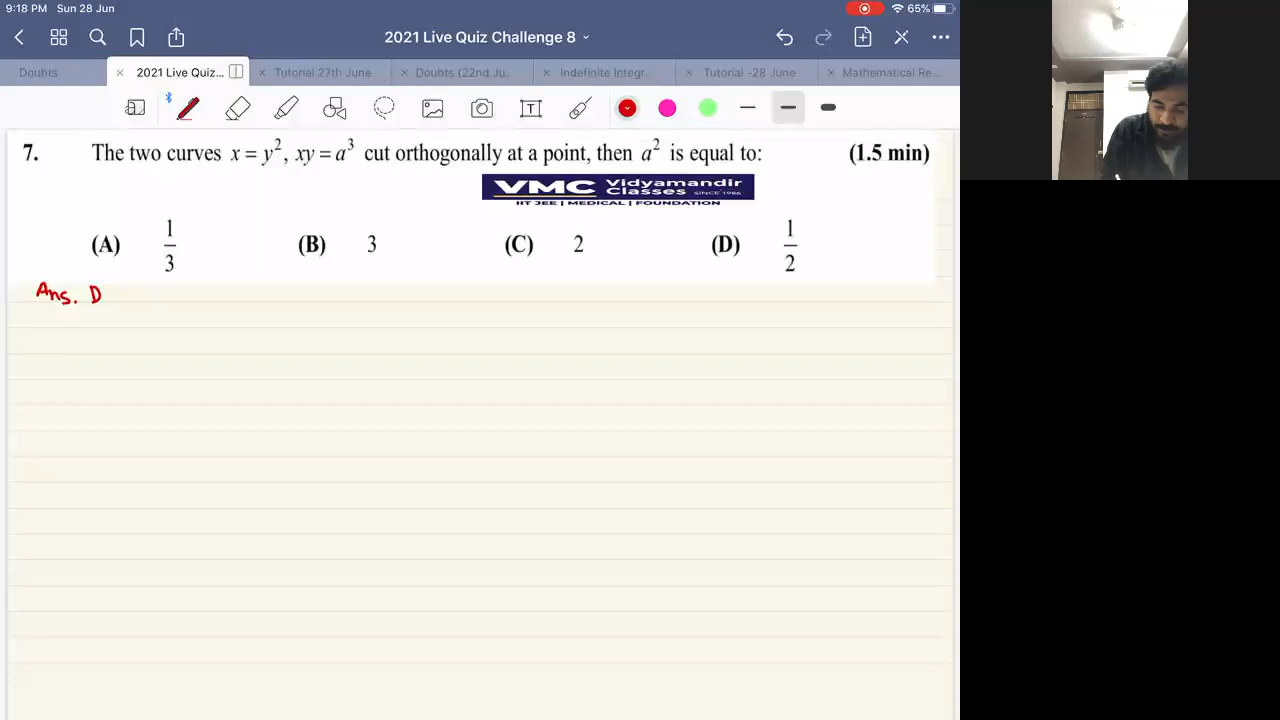 9:18 PM Sun 28 Jun 65%
2021 Live Quiz Challenge 8
Doubts 2021 Live Quiz... Tutorial 27th June Doubts (22nd Ju... Indefinite Integr... Tutorial -28 June Mathematical Re...
7. The two curves x = y², xy = a³ cut orthogonally at a point, then a² is equal to: (1.5 min)
VMC Vidyamandir Classes SINCE 1986
IIT JEE | MEDICAL | FOUNDATION
(A) 1/3 (B) 3 (C) 2 (D) 1/2
Ans. D